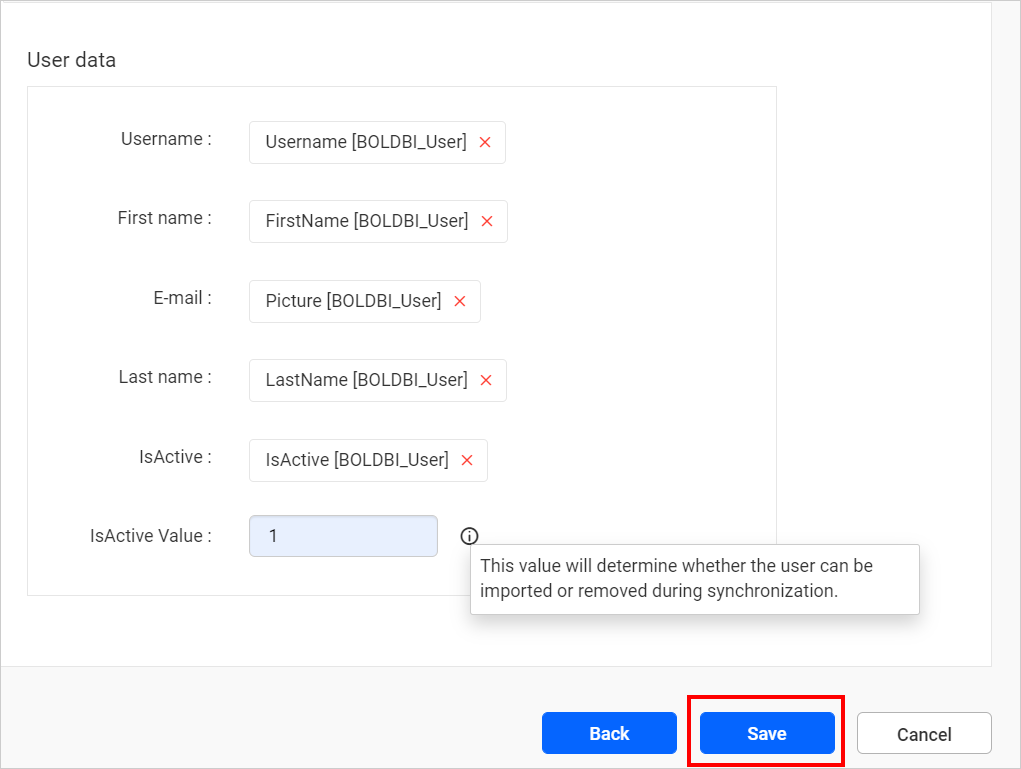 User data
Username :
Username [BOLDBI_User]
First name :
FirstName [BOLDBI_User]
E-mail :
Picture [BOLDBI_User]
Last name :
LastName [BOLDBI_User]
IsActive :
IsActive [BOLDBI_User]
IsActive Value :
1
This value will determine whether the user can be
imported or removed during synchronization.
Back
Save
Cancel